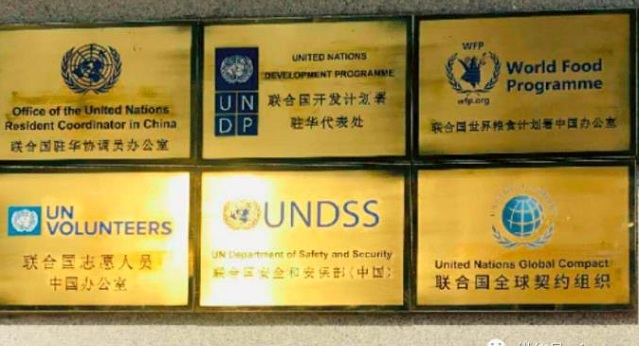 Office of the United Nations
Resident Coordinator in China
联合国驻华协调员办公室
UN
DP
UNITED NATIONS
DEVELOPMENT PROGRAMME
联合国开发计划署
驻华代表处
WFP
wfp.org
World Food
Programme
联合国世界粮食计划署中国办公室
UN
VOLUNTEERS
联合国志愿人员
中国办公室
UNDSS
UN Department of Safety and Security
联合国安全和安保部(中国)
United Nations Global Compact
联合国全球契约组织